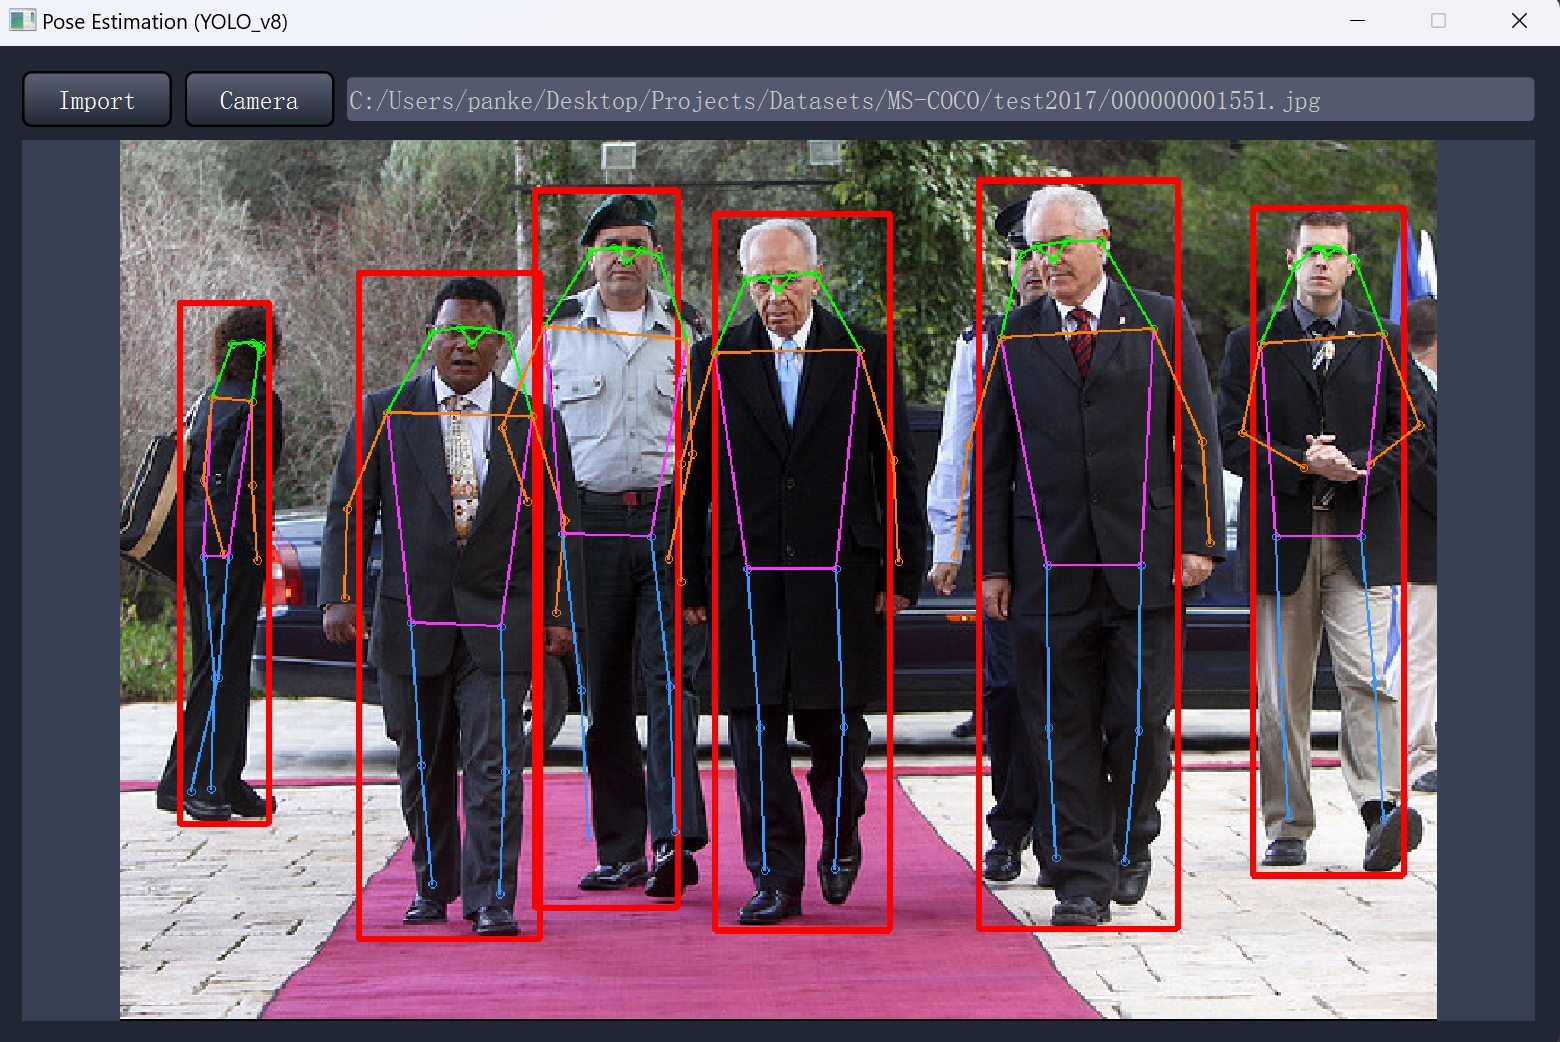 Pose Estimation (YOLO_v8)
Import
Camera
C:/Users/panke/Desktop/Projects/Datasets/MS-COCO/test2017/000000001551.jpg